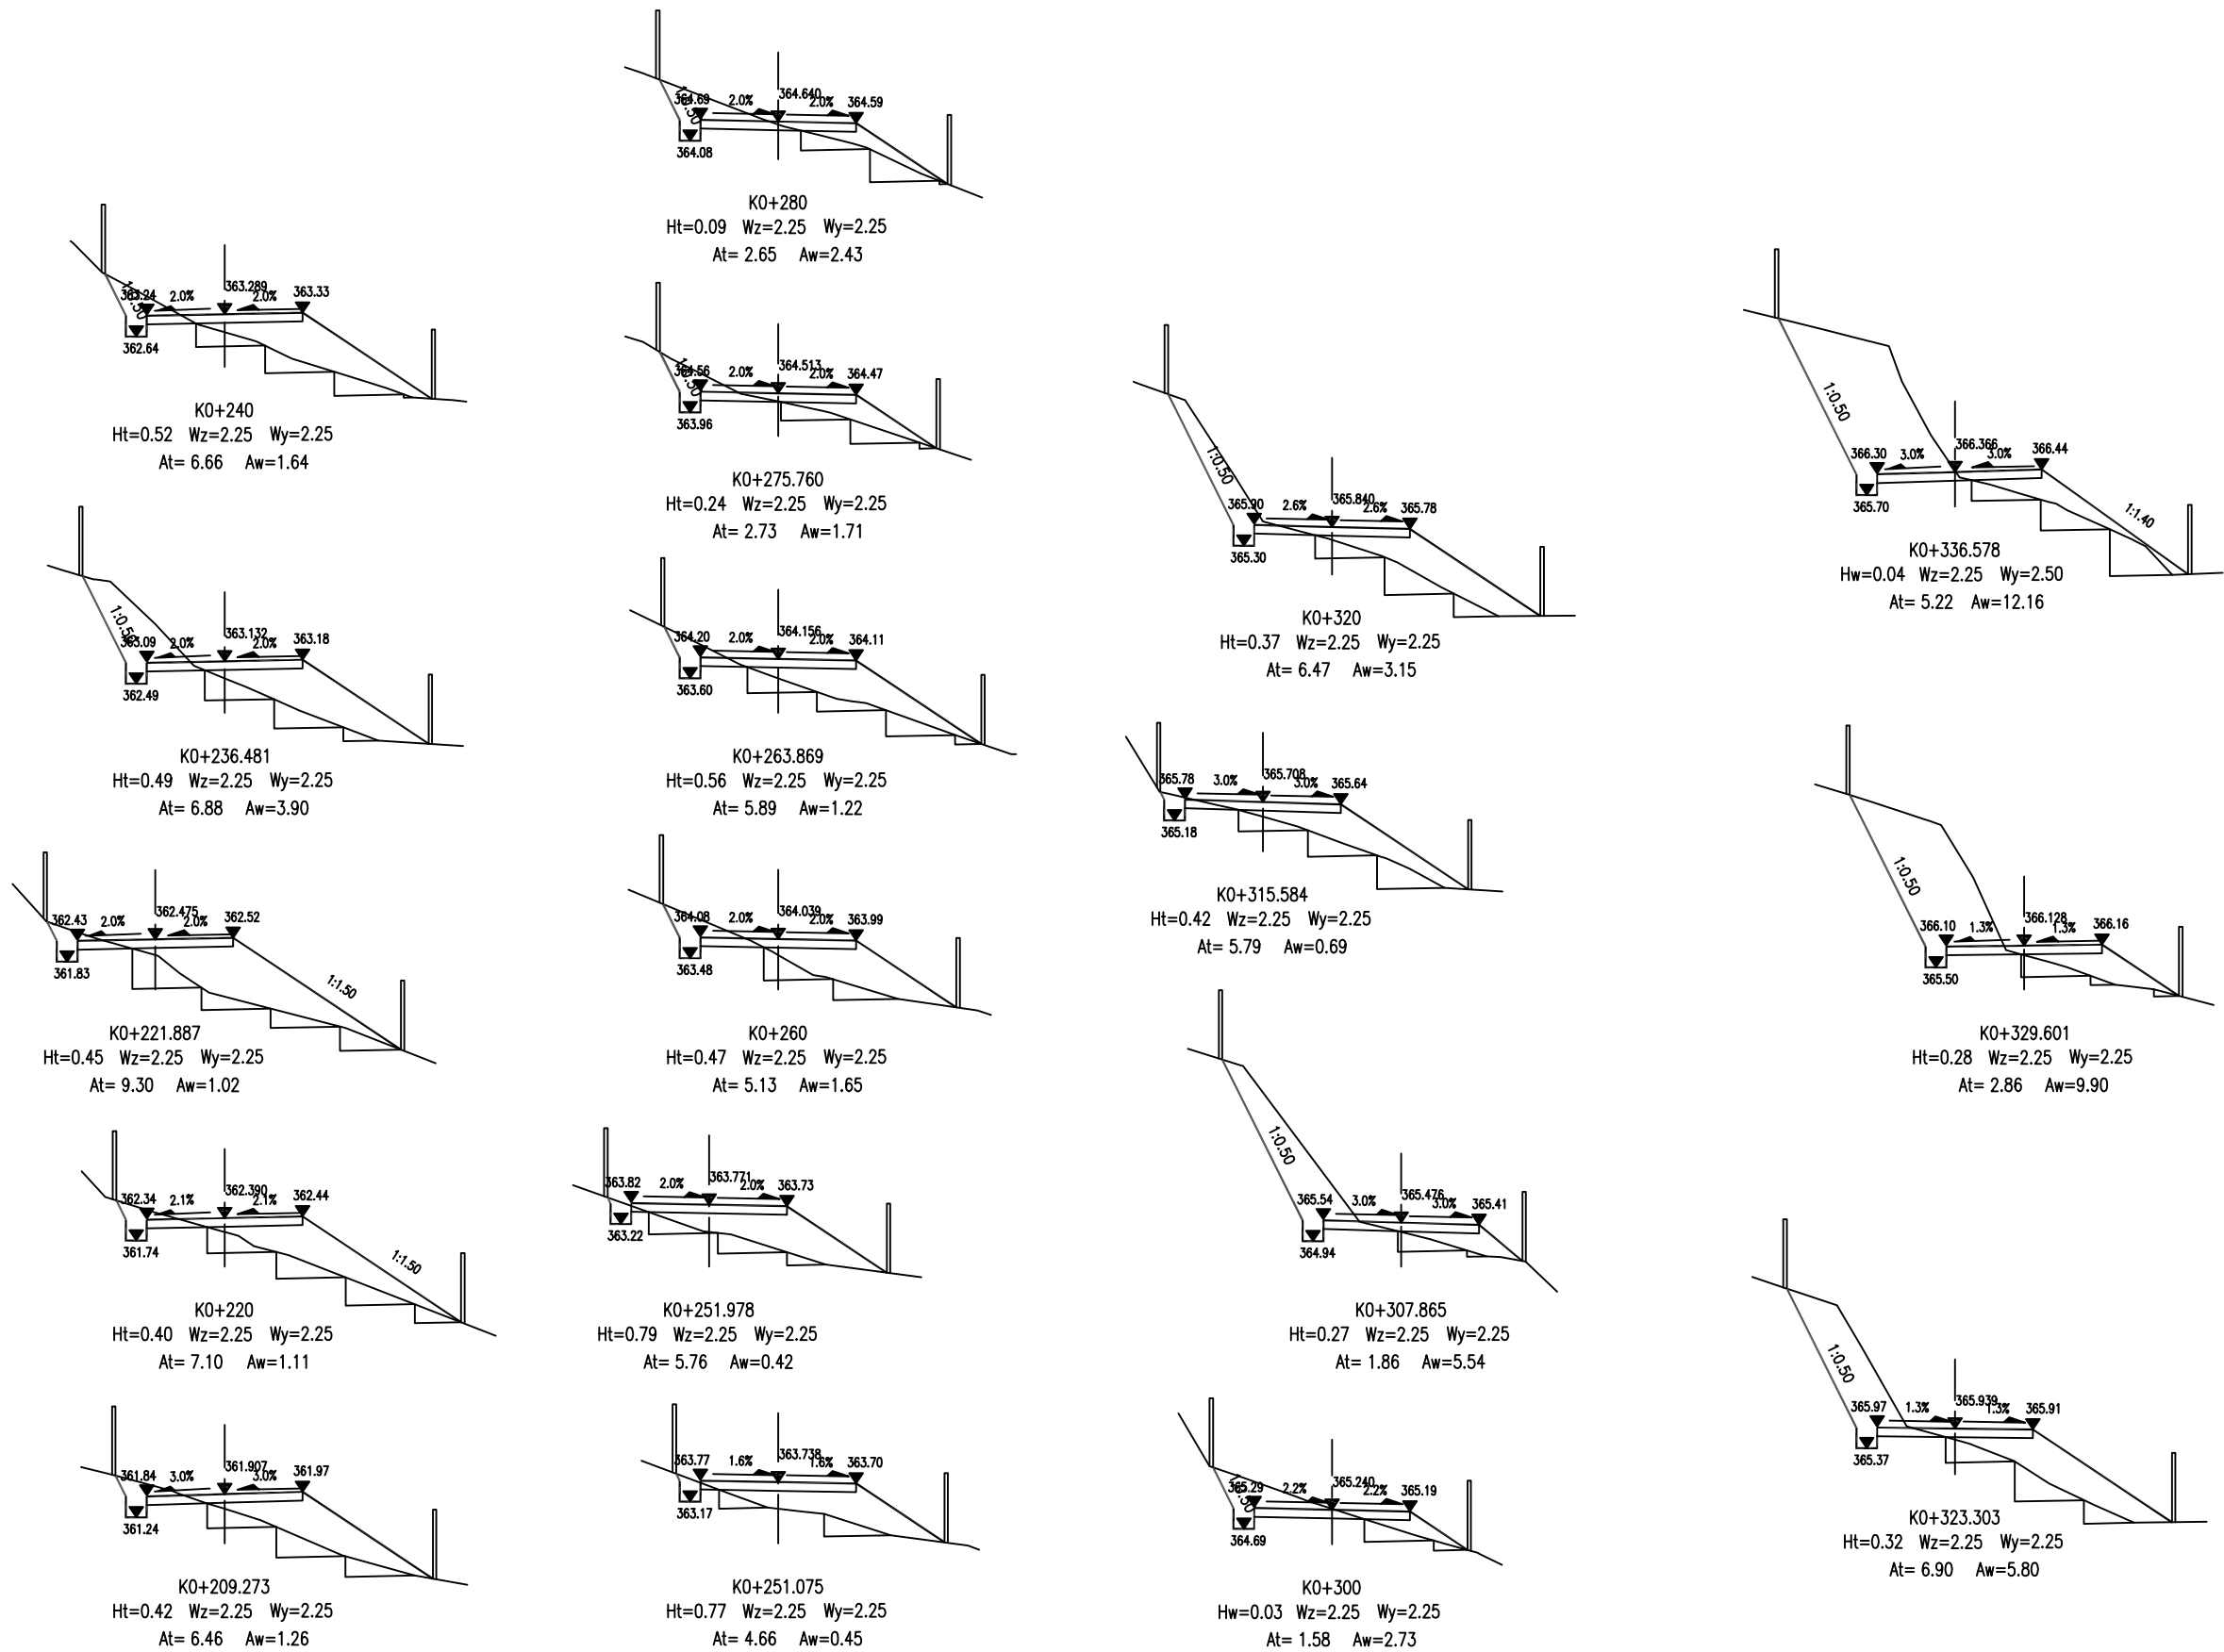 364.69 2.0% 364.640 2.0% 364.59
364.08
K0+280
Ht=0.09 Wz=2.25 Wy=2.25
At= 2.65 Aw=2.43
363.24 2.0% 363.289 2.0% 363.33
362.64
K0+240
Ht=0.52 Wz=2.25 Wy=2.25
At= 6.66 Aw=1.64
364.56 2.0% 364.513 2.0% 364.47
363.96
K0+275.760
Ht=0.24 Wz=2.25 Wy=2.25
At= 2.73 Aw=1.71
1:0.50
365.90 2.6% 365.840 2.6% 365.78
365.30
K0+320
Ht=0.37 Wz=2.25 Wy=2.25
At= 6.47 Aw=3.15
1:0.50
366.30 3.0% 366.366 3.0% 366.44
365.70
1:1.40
K0+336.578
Hw=0.04 Wz=2.25 Wy=2.50
At= 5.22 Aw=12.16
1:0.50
363.09 2.0% 363.132 2.0% 363.18
362.49
K0+236.481
Ht=0.49 Wz=2.25 Wy=2.25
At= 6.88 Aw=3.90
364.20 2.0% 364.156 2.0% 364.11
363.60
K0+263.869
Ht=0.56 Wz=2.25 Wy=2.25
At= 5.89 Aw=1.22
365.78 3.0% 365.708 3.0% 365.64
365.18
K0+315.584
Ht=0.42 Wz=2.25 Wy=2.25
At= 5.79 Aw=0.69
1:0.50
366.10 1.3% 366.128 1.3% 366.16
365.50
K0+329.601
Ht=0.28 Wz=2.25 Wy=2.25
At= 2.86 Aw=9.90
362.43 2.0% 362.475 2.0% 362.52
361.83
1:1.50
K0+221.887
Ht=0.45 Wz=2.25 Wy=2.25
At= 9.30 Aw=1.02
364.08 2.0% 364.039 2.0% 363.99
363.48
K0+260
Ht=0.47 Wz=2.25 Wy=2.25
At= 5.13 Aw=1.65
362.34 2.1% 362.390 2.1% 362.44
361.74
1:1.50
K0+220
Ht=0.40 Wz=2.25 Wy=2.25
At= 7.10 Aw=1.11
363.82 2.0% 363.771 2.0% 363.73
363.22
K0+251.978
Ht=0.79 Wz=2.25 Wy=2.25
At= 5.76 Aw=0.42
1:0.50
365.54 3.0% 365.476 3.0% 365.41
364.94
K0+307.865
Ht=0.27 Wz=2.25 Wy=2.25
At= 1.86 Aw=5.54
1:0.50
365.97 1.3% 365.939 1.3% 365.91
365.37
K0+323.303
Ht=0.32 Wz=2.25 Wy=2.25
At= 6.90 Aw=5.80
361.84 3.0% 361.907 3.0% 361.97
361.24
K0+209.273
Ht=0.42 Wz=2.25 Wy=2.25
At= 6.46 Aw=1.26
363.77 1.6% 363.738 1.6% 363.70
363.17
K0+251.075
Ht=0.77 Wz=2.25 Wy=2.25
At= 4.66 Aw=0.45
365.29 2.2% 365.240 2.2% 365.19
364.69
K0+300
Hw=0.03 Wz=2.25 Wy=2.25
At= 1.58 Aw=2.73